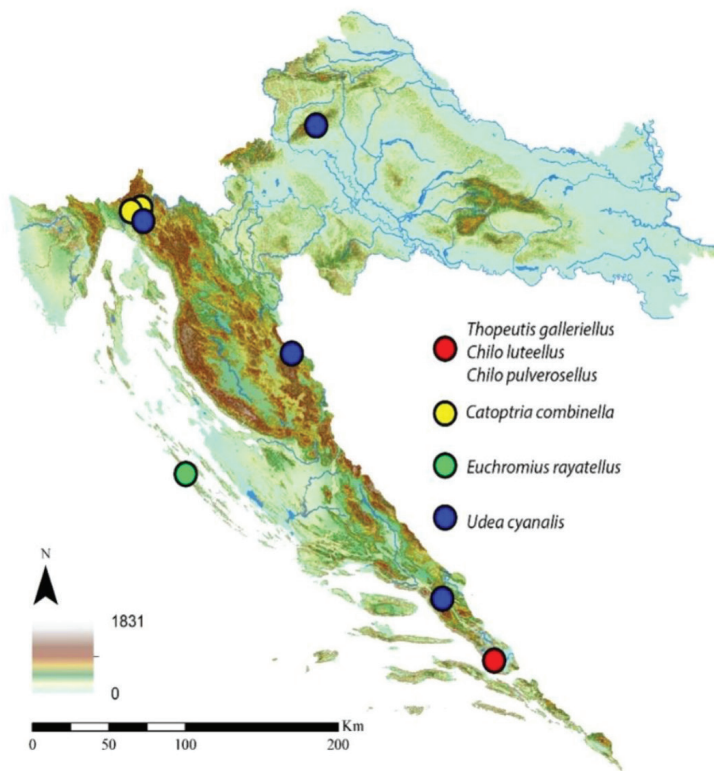 Thopeutis galleriellus
Chilo luteellus
Chilo pulverosellus
Catoptria combinella
Euchromius rayatellus
Udea cyanalis
N
1831
0
Km
0 50 100 200